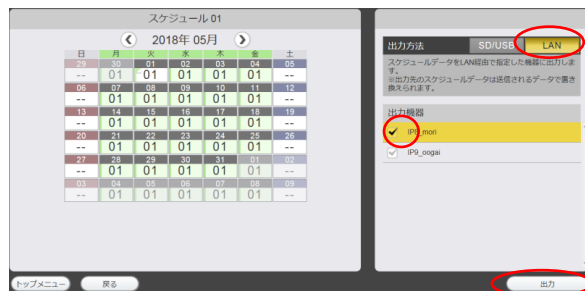 スケジュール 01
2018年 05月
日 月 火 水 木 金 土
29 30 01 02 03 04 05
-- 01 01 01 01 01 --
06 07 08 09 10 11 12
-- 01 01 01 01 01 --
13 14 15 16 17 18 19
-- 01 01 01 01 01 --
20 21 22 23 24 25 26
-- 01 01 01 01 01 --
27 28 29 30 31 01 02
-- 01 01 01 01 01 --
03 04 05 06 07 08 09
-- 01 01 01 01 01 --
出力方法 SD/USB LAN
スケジュールデータをLAN経由で指定した機器に出力しま
す。
※出力先のスケジュールデータは送信されるデータで置き
換えられます。
出力機器
IPI9_mori
IPI9_oogai
トップメニュー 戻る 出力